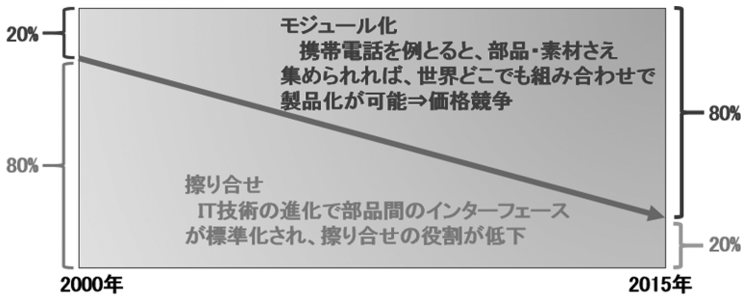 20%
80%
モジュール化
携帯電話を例とると、部品・素材さえ
集められれば、世界どこでも組み合わせで
製品化が可能⇒価格競争
擦り合せ
IT技術の進化で部品間のインターフェース
が標準化され、擦り合せの役割が低下
80%
20%
2000年
2015年